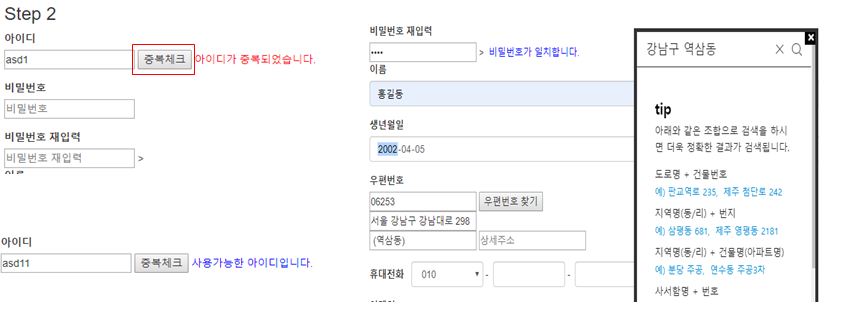 Step 2
아이디
asd1 중복체크 아이디가 중복되었습니다.
비밀번호
비밀번호
비밀번호 재입력
비밀번호 재입력 >
아이디
asd11 중복체크 사용가능한 아이디입니다.
비밀번호 재입력
•••• > 비밀번호가 일치합니다.
이름
홍길동
생년월일
2002-04-05
우편번호
06253 우편번호 찾기
서울 강남구 강남대로 298
(역삼동) 상세주소
휴대전화 010 - -
강남구 역삼동
tip
아래와 같은 조합으로 검색을 하시
면 더욱 정확한 결과가 검색됩니다.
도로명 + 건물번호
예) 판교역로 235, 제주 첨단로 242
지역명(동/리) + 번지
예) 삼평동 681, 제주 영평동 2181
지역명(동/리) + 건물명(아파트명)
예) 분당 주공, 연수동 주공3차
사서함명 + 번호